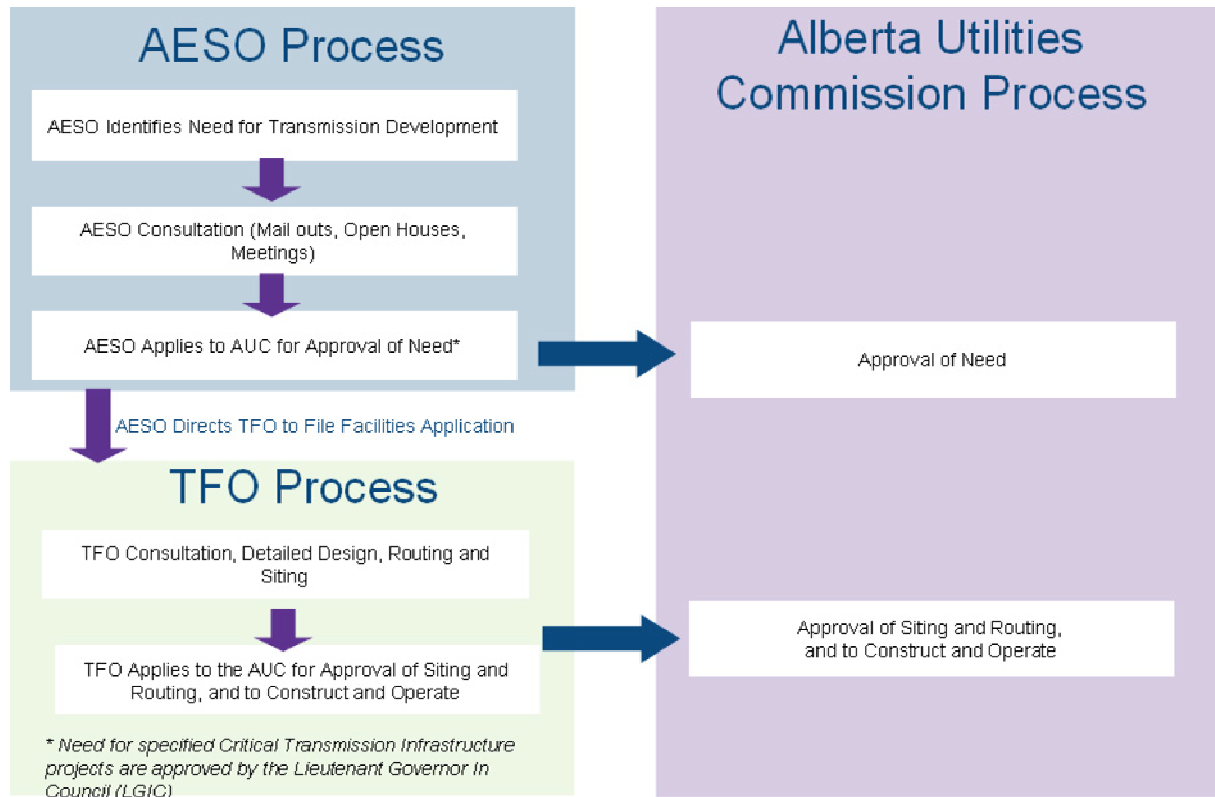 AESO Process
AESO Identifies Need for Transmission Development
AESO Consultation (Mail outs, Open Houses,
Meetings)
AESO Applies to AUC for Approval of Need*
AESO Directs TFO to File Facilities Application
TFO Process
TFO Consultation, Detailed Design, Routing and
Siting
TFO Applies to the AUC for Approval of Siting and
Routing, and to Construct and Operate
* Need for specified Critical Transmission Infrastructure
projects are approved by the Lieutenant Governor In
Council (LGIC)
Alberta Utilities
Commission Process
Approval of Need
Approval of Siting and Routing,
and to Construct and Operate